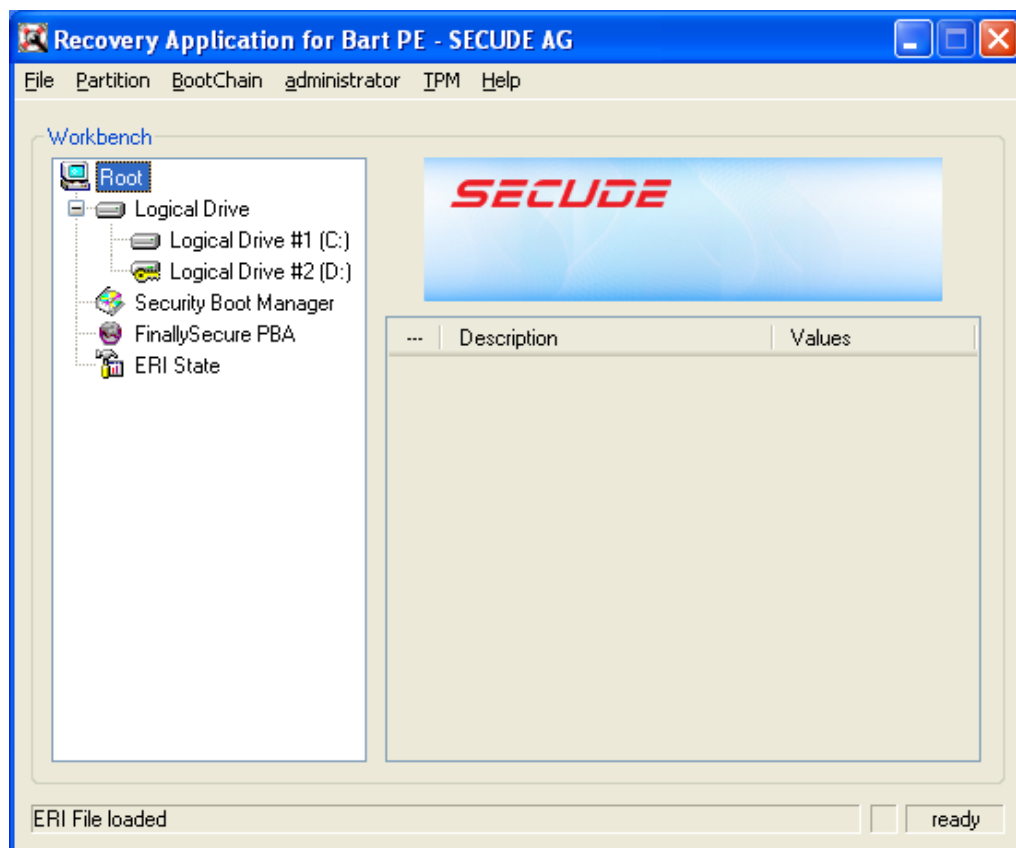 Recovery Application for Bart PE - SECUDE AG
File Partition BootChain administrator TPM Help
Workbench
Root
Logical Drive
Logical Drive #1 (C:)
Logical Drive #2 (D:)
Security Boot Manager
FinallySecure PBA
ERI State
SECUDE
--- Description Values
ERI File loaded ready